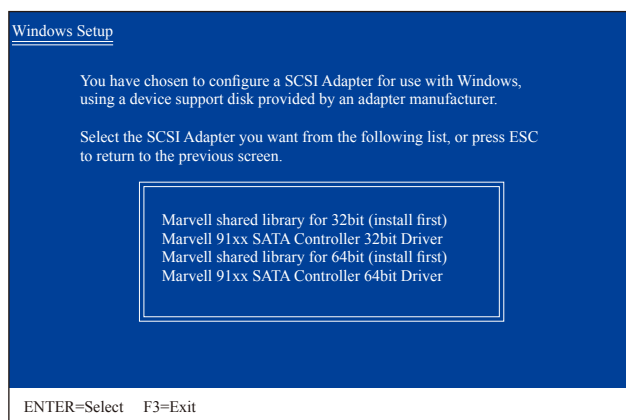 Windows Setup
You have chosen to configure a SCSI Adapter for use with Windows,
using a device support disk provided by an adapter manufacturer.
Select the SCSI Adapter you want from the following list, or press ESC
to return to the previous screen.
Marvell shared library for 32bit (install first)
Marvell 91xx SATA Controller 32bit Driver
Marvell shared library for 64bit (install first)
Marvell 91xx SATA Controller 64bit Driver
ENTER=Select F3=Exit